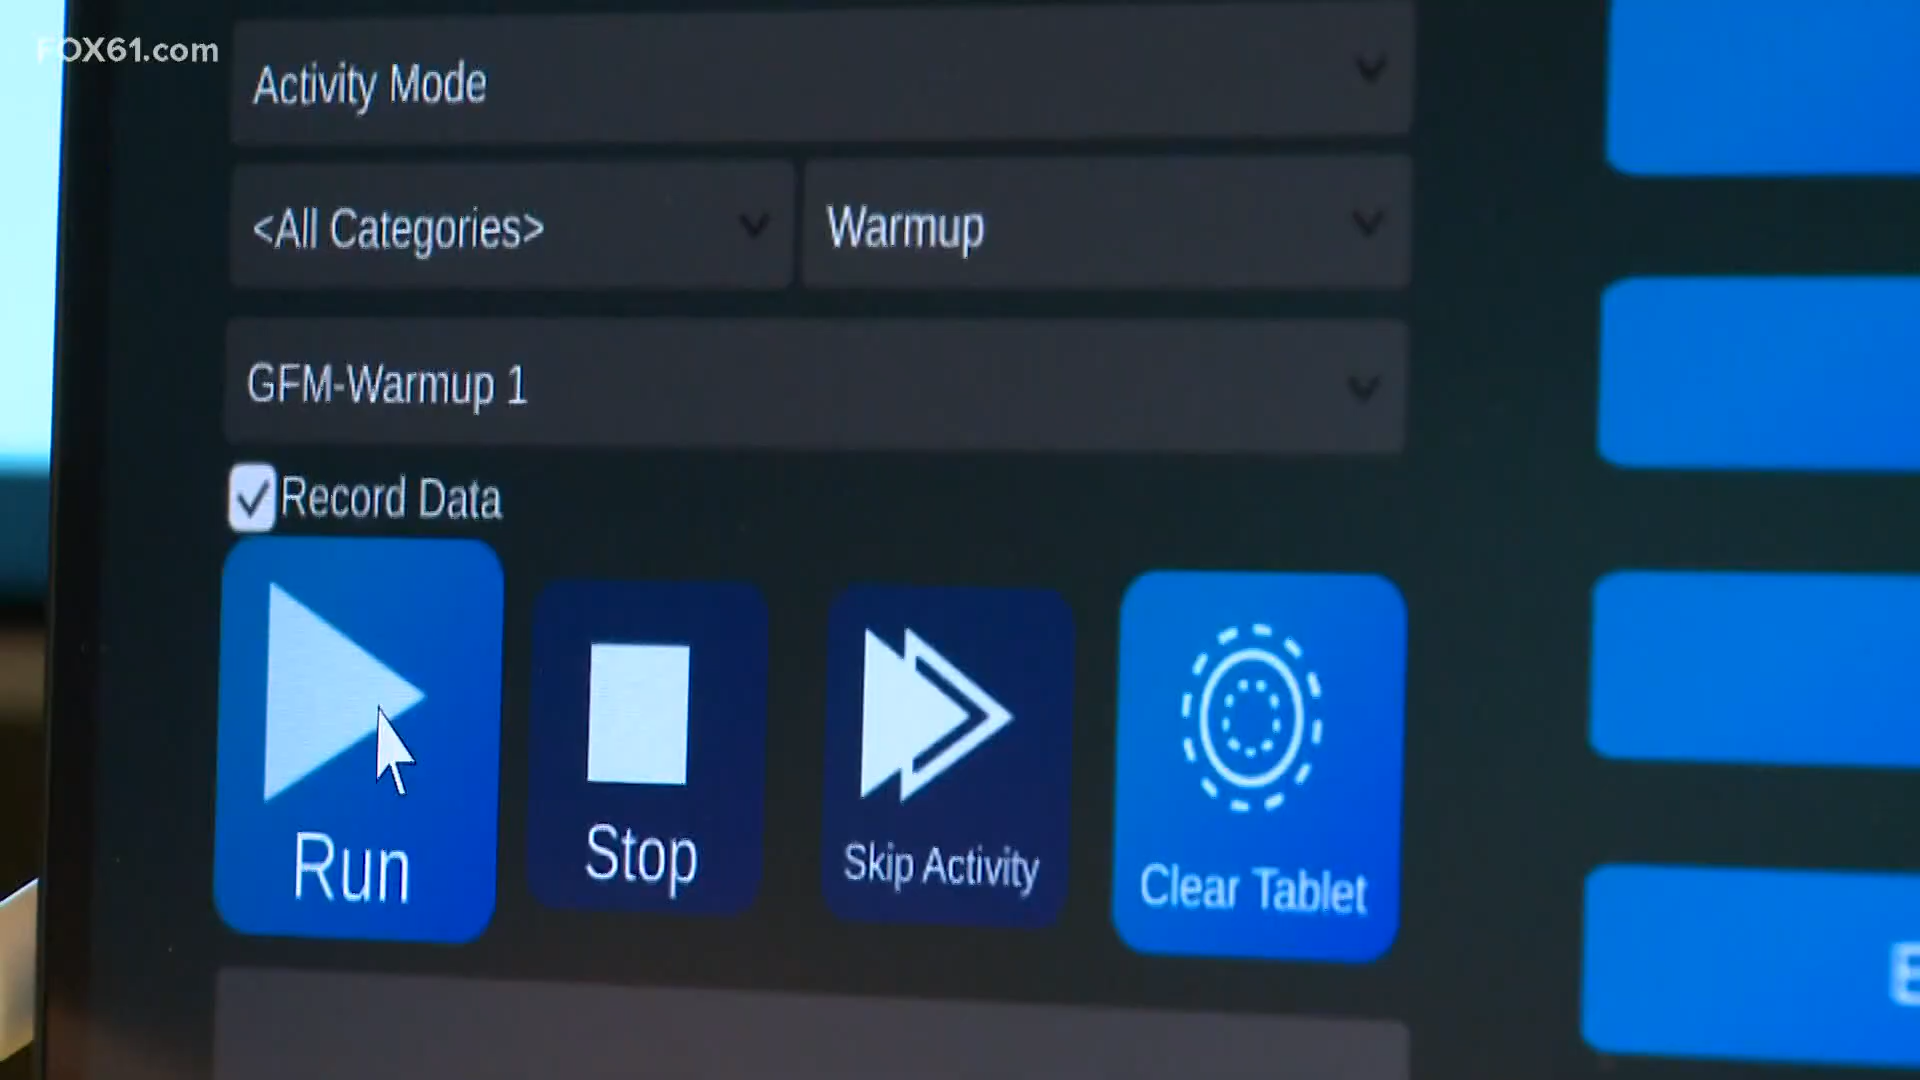 FOX61.com
Activity Mode
<All Categories>
Warmup
GFM-Warmup 1
Record Data
Run
Stop
Skip Activity
Clear Tablet